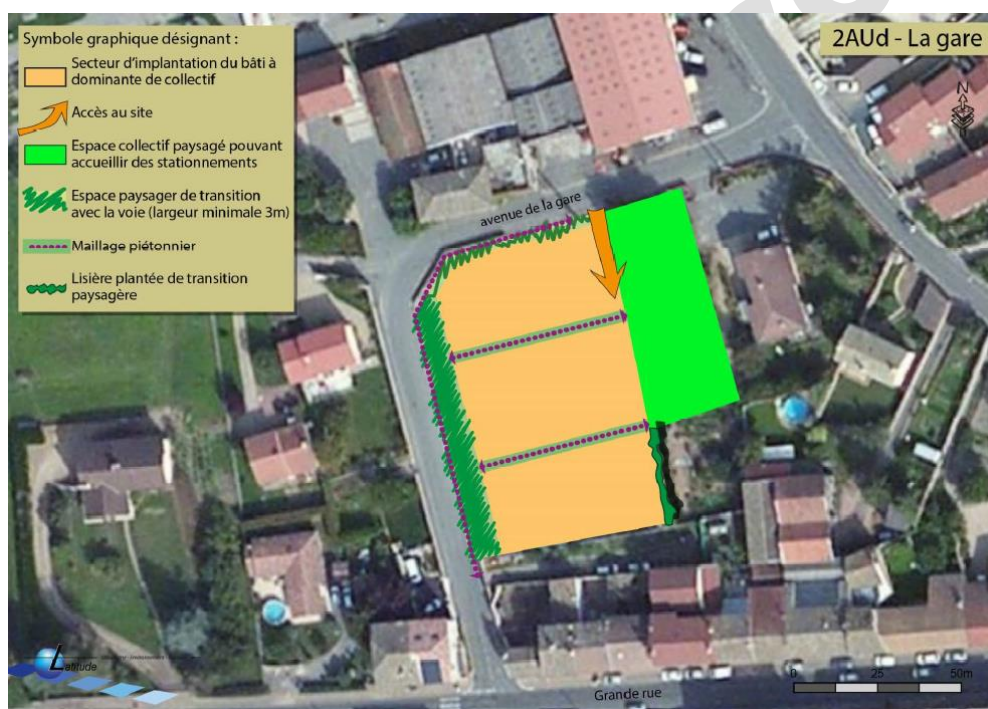 Symbole graphique désignant :
Secteur d'implantation du bâti à
dominante de collectif
Accès au site
Espace collectif paysagé pouvant
accueillir des stationnements
Espace paysager de transition
avec la voie (largeur minimale 3m)
Maillage piétonnier
Lisière plantée de transition
paysagère
2AUd - La gare
N
avenue de la gare
Grande rue
0 25 50m
Latitude